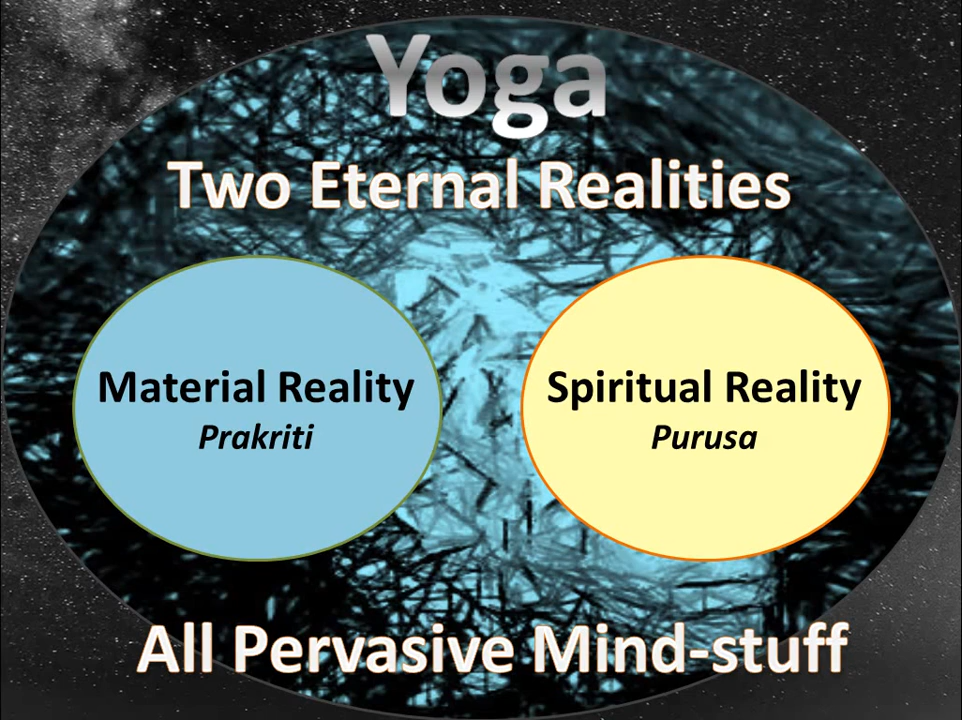 Yoga
Two Eternal Realities
Material Reality
Prakriti
Spiritual Reality
Purusa
All Pervasive Mind-stuff